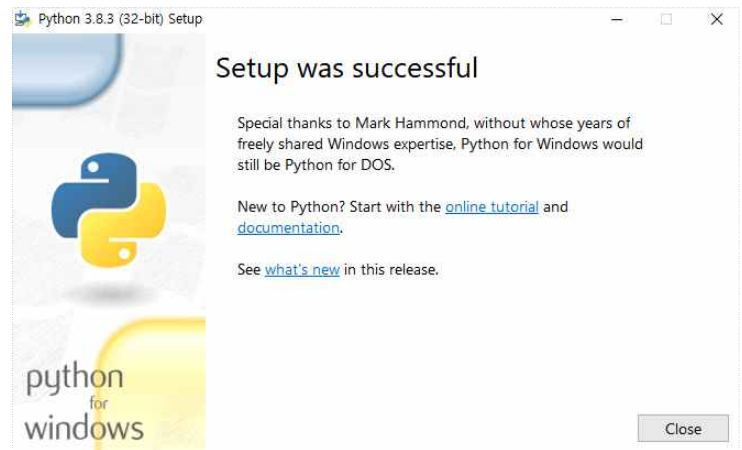 Python 3.8.3 (32-bit) Setup
Setup was successful
Special thanks to Mark Hammond, without whose years of
freely shared Windows expertise, Python for Windows would
still be Python for DOS.
New to Python? Start with the online tutorial and
documentation.
See what's new in this release.
python
for
windows
Close